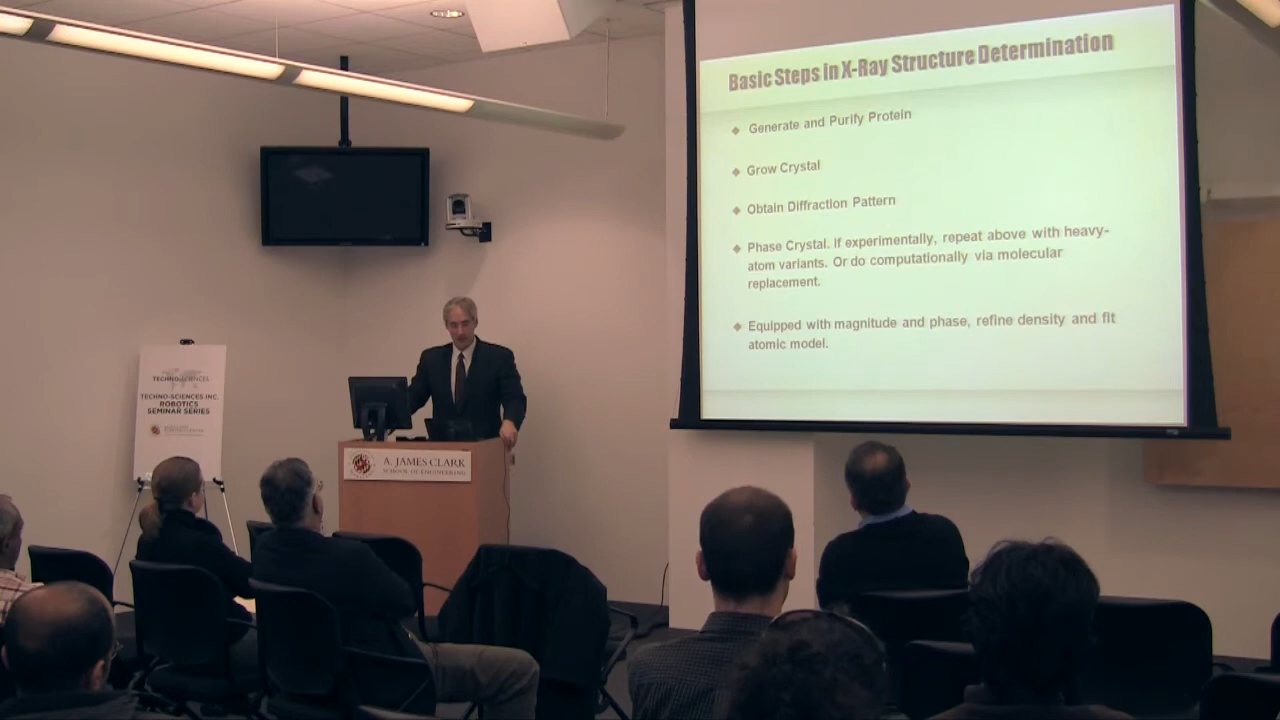 Basic Steps in X-Ray Structure Determination
Generate and Purify Protein
Grow Crystal
Obtain Diffraction Pattern
Phase Crystal. If experimentally, repeat above with heavy-
atom variants. Or do computationally via molecular
replacement.
Equipped with magnitude and phase, refine density and fit
atomic model.
TECHNO-SCIENCES
TECHNO-SCIENCES INC.
ROBOTICS
SEMINAR SERIES
A. JAMES CLARK
SCHOOL OF ENGINEERING